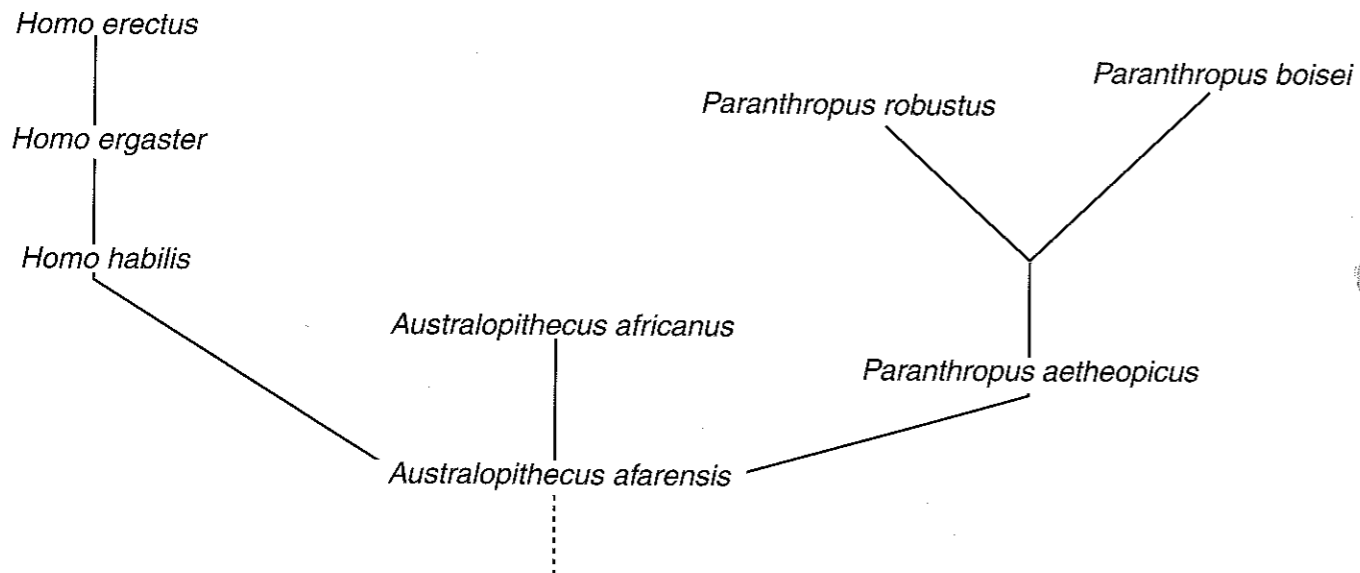 Homo erectus
Paranthropus boisei
Paranthropus robustus
Homo ergaster
Homo habilis
Australopithecus africanus
Paranthropus aetheopicus
Australopithecus afarensis